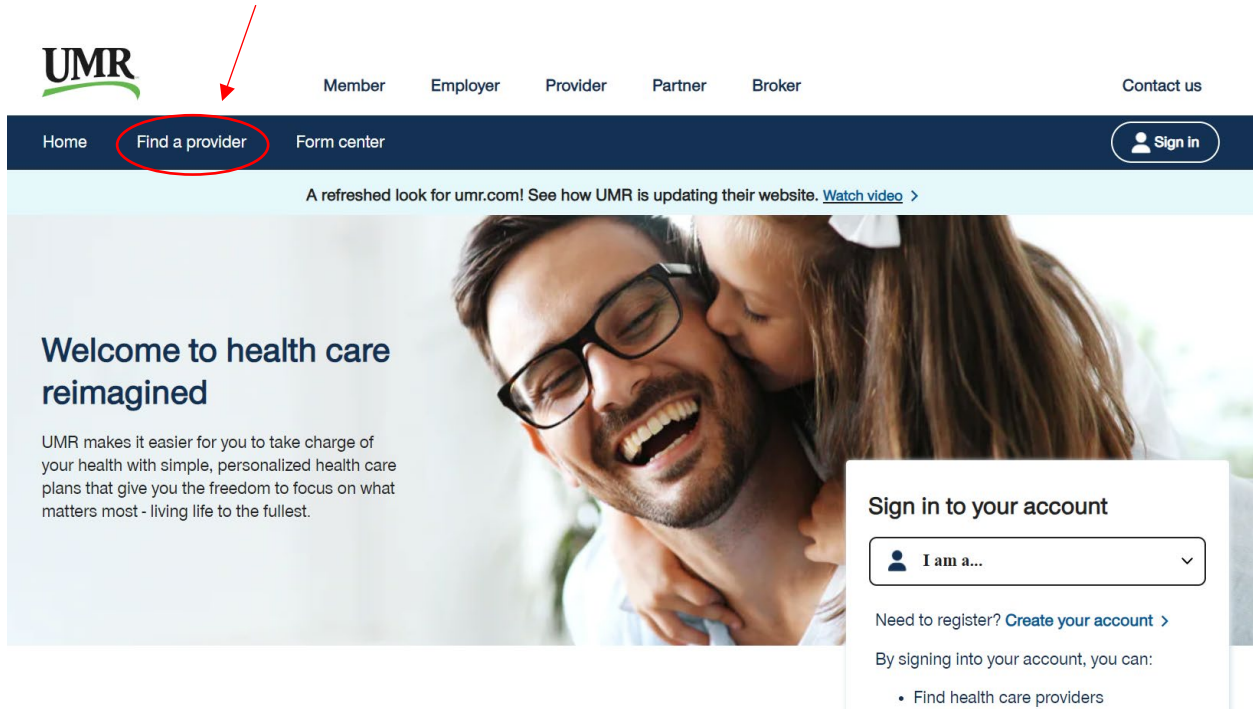 UMR
Member Employer Provider Partner Broker Contact us
Home Find a provider Form center Sign in
A refreshed look for umr.com! See how UMR is updating their website. Watch video >
Welcome to health care
reimagined
UMR makes it easier for you to take charge of
your health with simple, personalized health care
plans that give you the freedom to focus on what
matters most - living life to the fullest.
Sign in to your account
I am a...
Need to register? Create your account >
By signing into your account, you can:
• Find health care providers